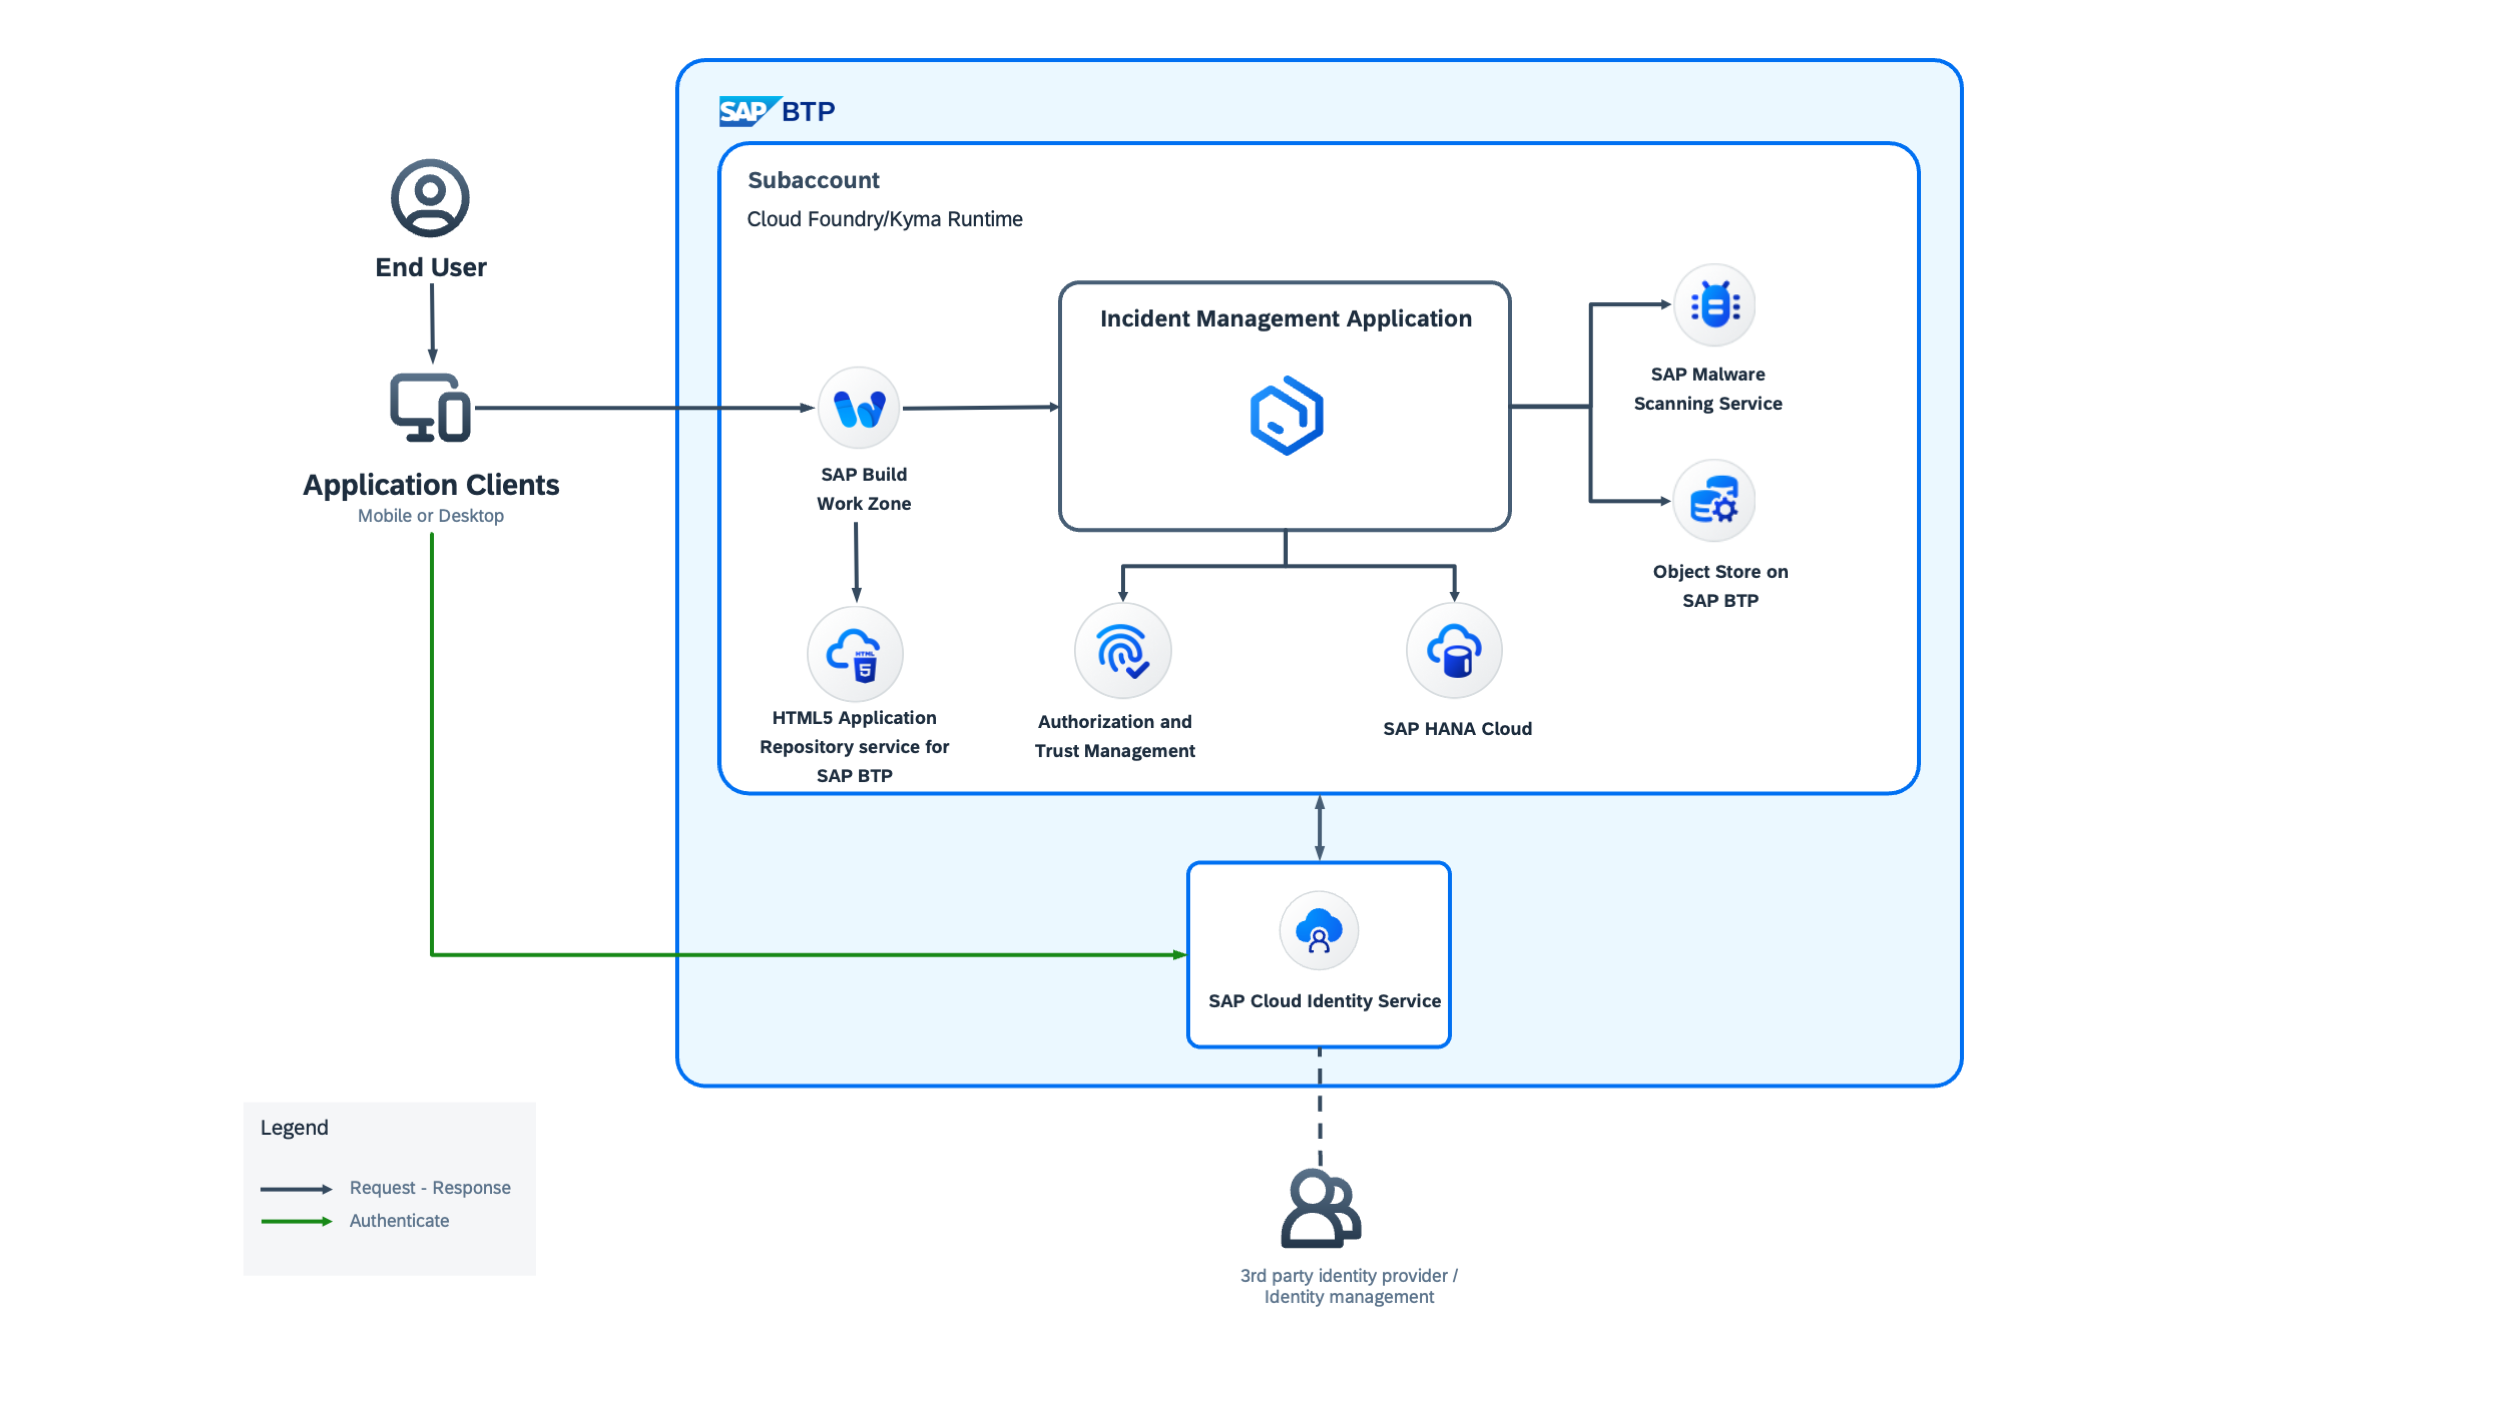 SAP BTP
Subaccount
Cloud Foundry/Kyma Runtime
End User
Application Clients
Mobile or Desktop
SAP Build
Work Zone
Incident Management Application
SAP Malware
Scanning Service
Object Store on
SAP BTP
HTML
5
HTML5 Application
Repository service for
SAP BTP
Authorization and
Trust Management
SAP HANA Cloud
SAP Cloud Identity Service
Legend
Request - Response
Authenticate
3rd party identity provider /
Identity management